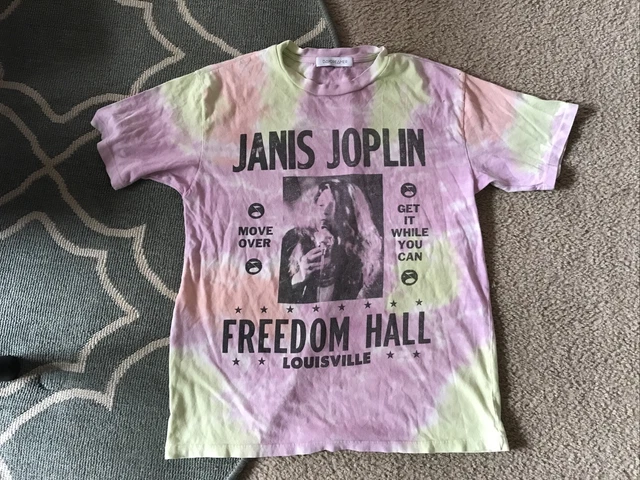 JANIS JOPLIN
MOVE
OVER
GET
IT
WHILE
YOU
CAN
FREEDOM HALL
LOUISVILLE